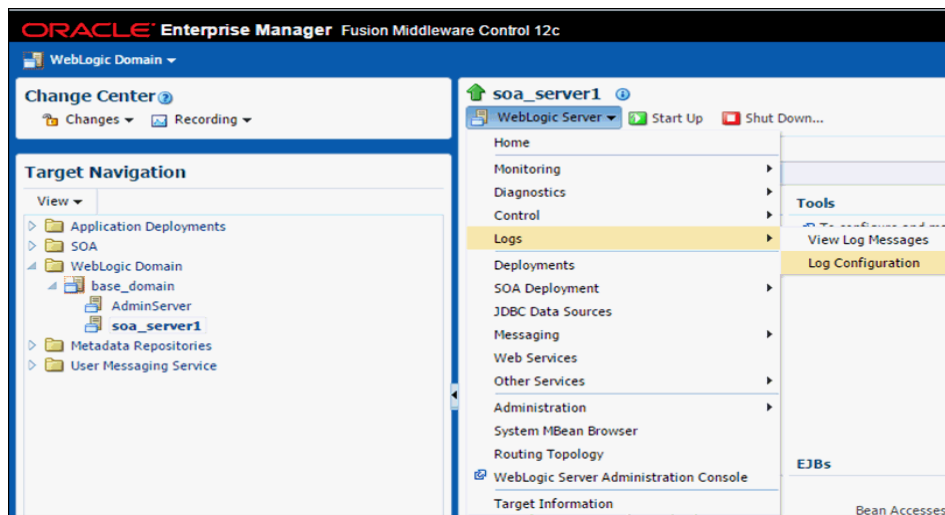 ORACLE Enterprise Manager Fusion Middleware Control 12c
WebLogic Domain
Change Center
Changes Recording
Target Navigation
View
Application Deployments
SOA
WebLogic Domain
base_domain
AdminServer
soa_server1
Metadata Repositories
User Messaging Service
soa_server1
WebLogic Server Start Up Shut Down...
Home
Monitoring
Diagnostics
Control
Logs
Deployments
SOA Deployment
JDBC Data Sources
Messaging
Web Services
Other Services
Administration
System MBean Browser
Routing Topology
WebLogic Server Administration Console
Target Information
Tools
View Log Messages
Log Configuration
EJBs
Bean Accesses